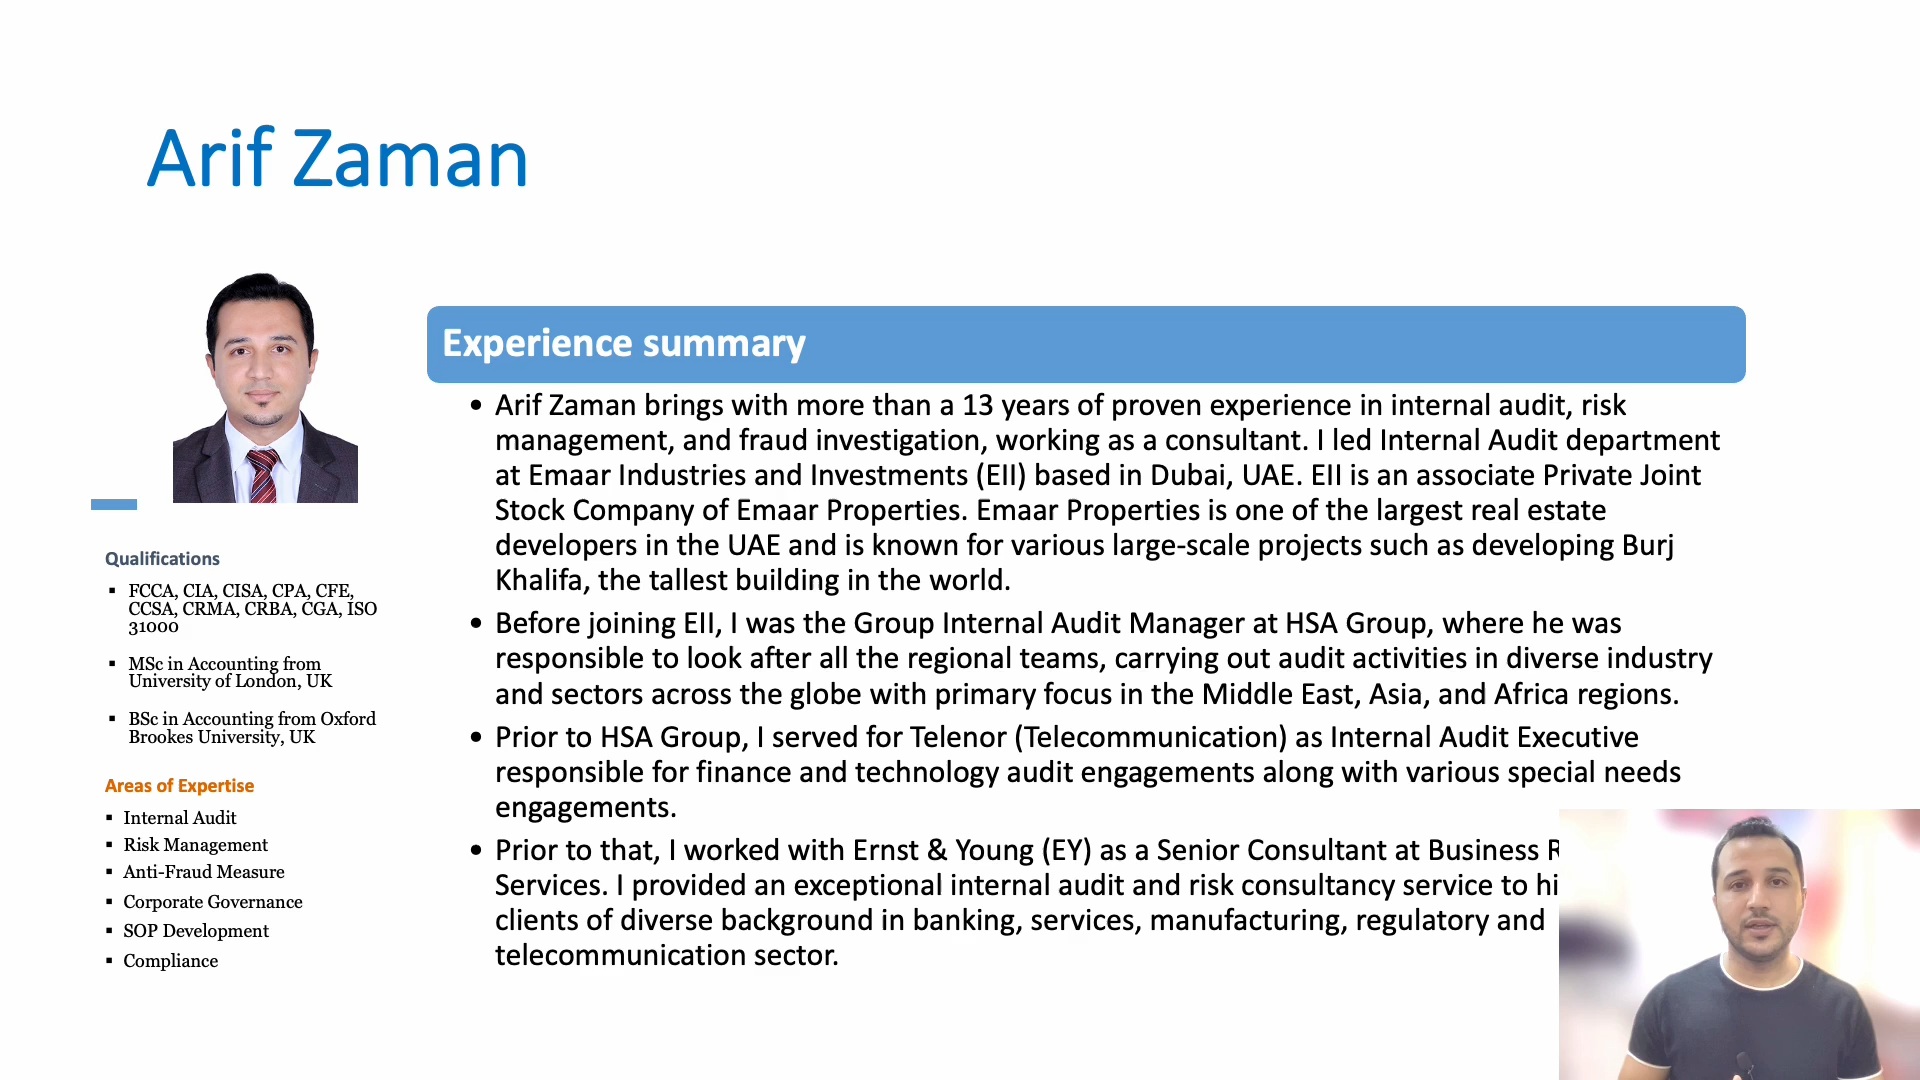 Arif Zaman
Qualifications
▪ FCCA, CIA, CISA, CPA, CFE,
CCSA, CRMA, CRBA, CGA, ISO
31000
▪ MSc in Accounting from
University of London, UK
▪ BSc in Accounting from Oxford
Brookes University, UK
Areas of Expertise
▪ Internal Audit
▪ Risk Management
▪ Anti-Fraud Measure
▪ Corporate Governance
▪ SOP Development
▪ Compliance
Experience summary
• Arif Zaman brings with more than a 13 years of proven experience in internal audit, risk
management, and fraud investigation, working as a consultant. I led Internal Audit department
at Emaar Industries and Investments (EII) based in Dubai, UAE. EII is an associate Private Joint
Stock Company of Emaar Properties. Emaar Properties is one of the largest real estate
developers in the UAE and is known for various large-scale projects such as developing Burj
Khalifa, the tallest building in the world.
• Before joining EII, I was the Group Internal Audit Manager at HSA Group, where he was
responsible to look after all the regional teams, carrying out audit activities in diverse industry
and sectors across the globe with primary focus in the Middle East, Asia, and Africa regions.
• Prior to HSA Group, I served for Telenor (Telecommunication) as Internal Audit Executive
responsible for finance and technology audit engagements along with various special needs
engagements.
• Prior to that, I worked with Ernst & Young (EY) as a Senior Consultant at Business
Services. I provided an exceptional internal audit and risk consultancy service to
clients of diverse background in banking, services, manufacturing, regulatory and
telecommunication sector.